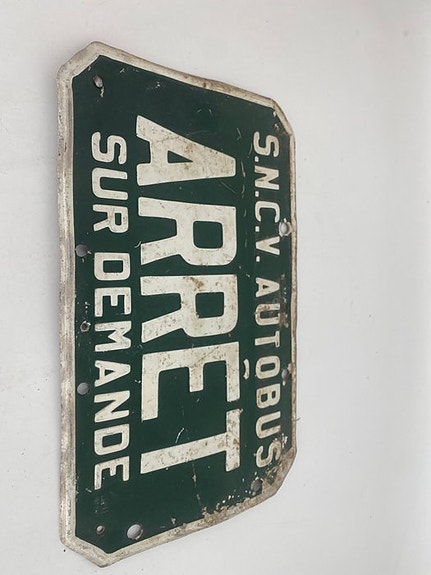 S.N.C.V. AUTOBUS
ARRÊT
SUR DEMANDE